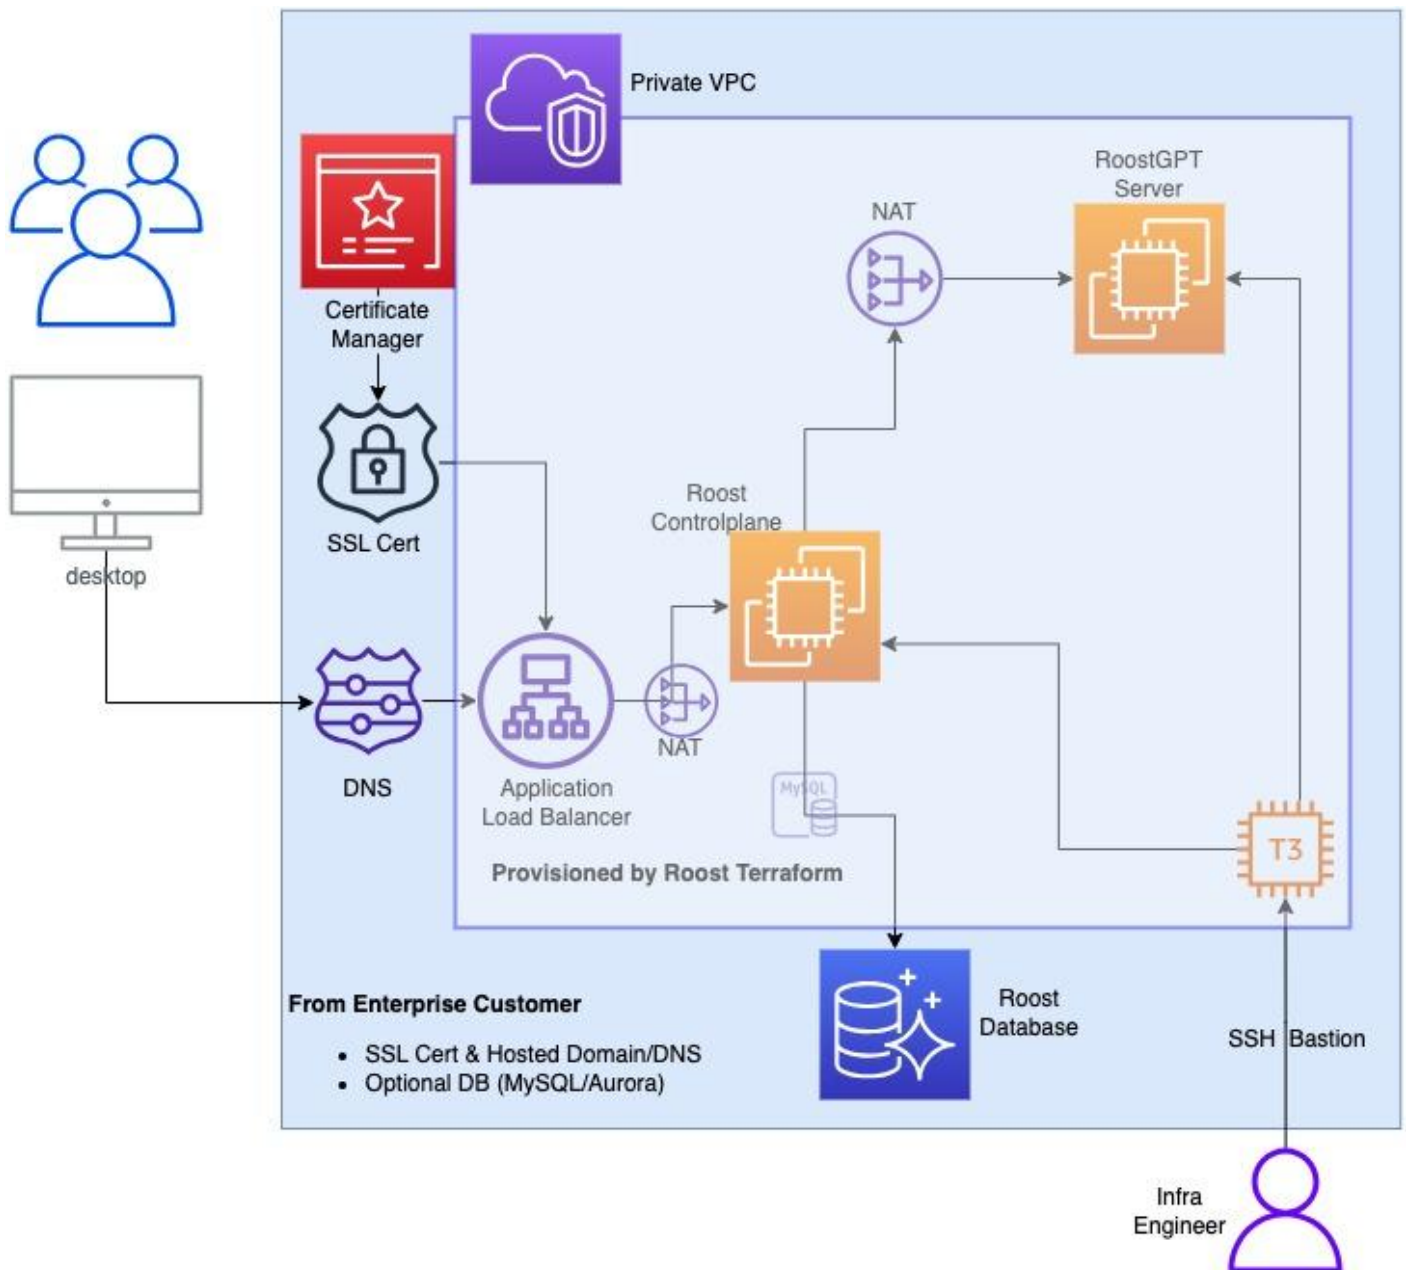 Private VPC
RoostGPT
Server
NAT
Certificate
Manager
Roost
Controlplane
SSL Cert
desktop
NAT
DNS
Application
Load Balancer
MySQL
T3
Provisioned by Roost Terraform
From Enterprise Customer
• SSL Cert & Hosted Domain/DNS
• Optional DB (MySQL/Aurora)
Roost
Database
SSH Bastion
Infra
Engineer